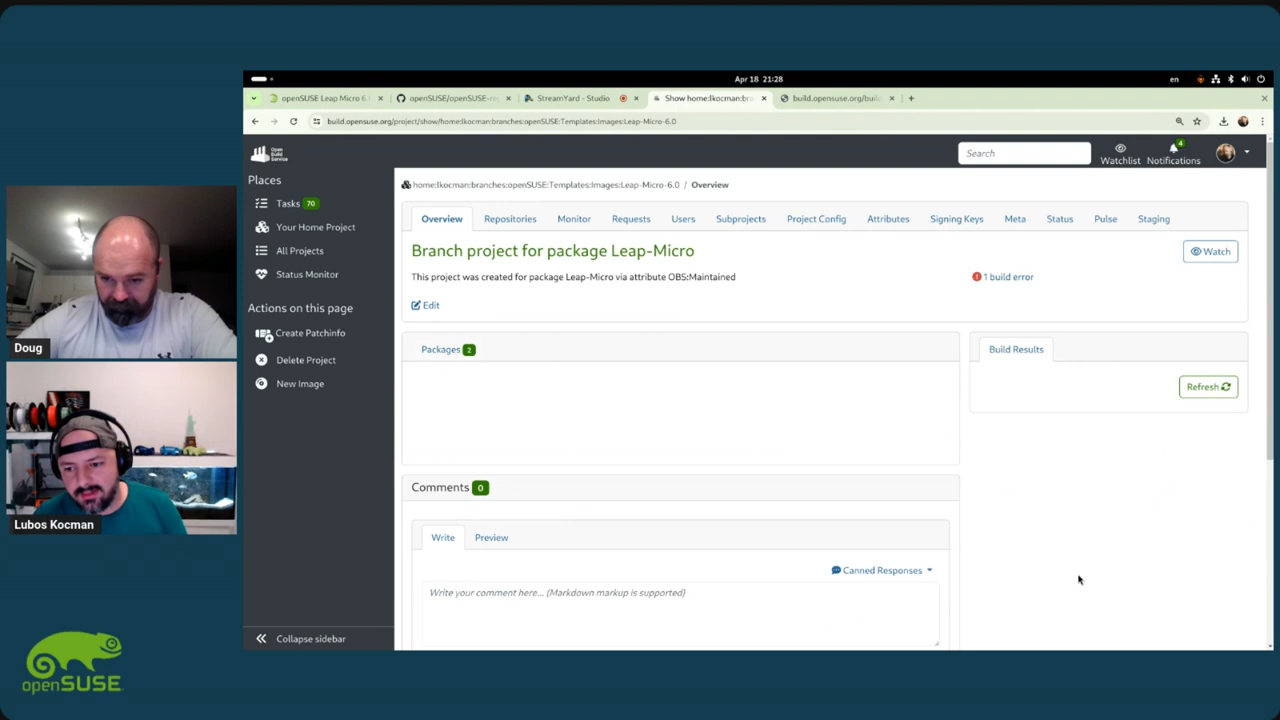 Apr 18 21:28
en
openSUSE Leap Micro 6.
openSUSE/openSUSE-re
StreamYard - Studio
Show home:lkocman:bra
build.opensuse.org/buil
build.opensuse.org/project/show/home:lkocman:branches:openSUSE:Templates:Images:Leap-Micro-6.0
Open Build Service
Search
Watchlist
4
Notifications
Places
Tasks 70
Your Home Project
All Projects
Status Monitor
Actions on this page
Create Patchinfo
Delete Project
New Image
Collapse sidebar
home:lkocman:branches:openSUSE:Templates:Images:Leap-Micro-6.0 / Overview
Overview Repositories Monitor Requests Users Subprojects Project Config Attributes Signing Keys Meta Status Pulse Staging
Branch project for package Leap-Micro
Watch
This project was created for package Leap-Micro via attribute OBS:Maintained
1 build error
Edit
Packages 2
Build Results
Refresh
Comments 0
Write Preview
Canned Responses
Write your comment here... (Markdown markup is supported)
Doug
Lubos Kocman
openSUSE